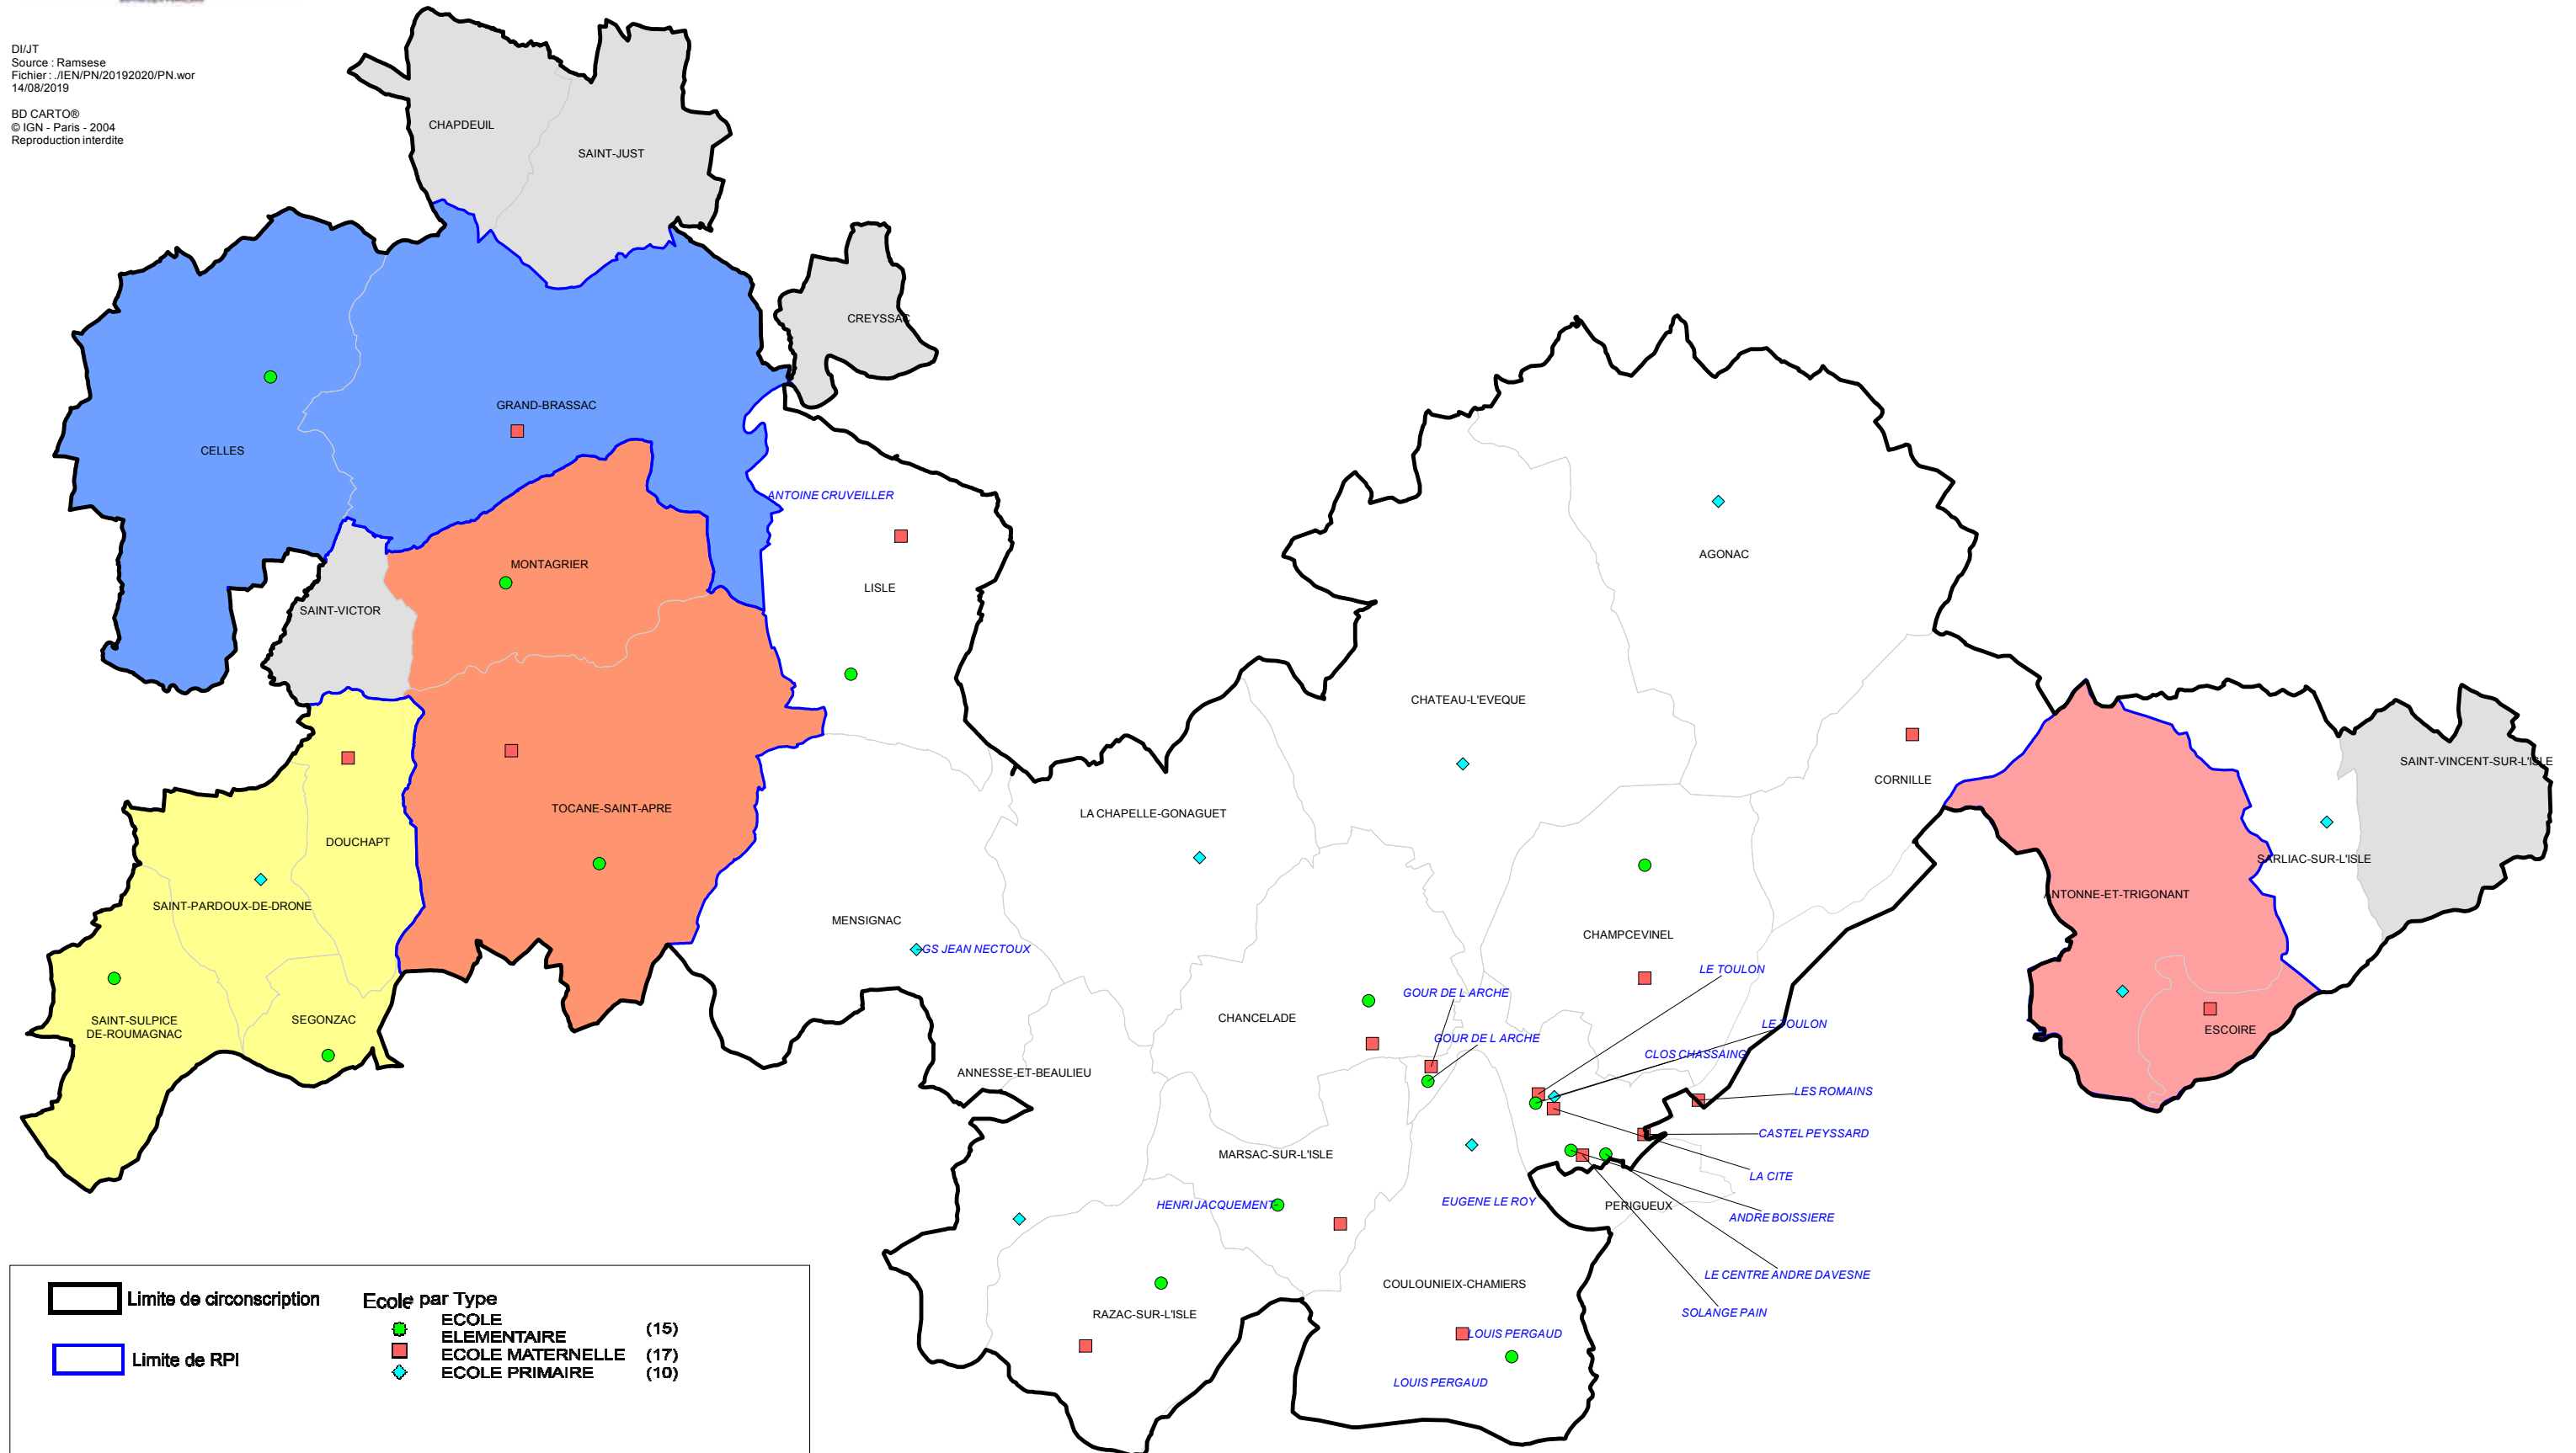 DI/JT
Source : Ramsese
Fichier : ./IEN/PN/20192020/PN.wor
14/08/2019
BD CARTO®
© IGN - Paris - 2004
Reproduction interdite
CHAPDEUIL
SAINT-JUST
CREYSSAC
GRAND-BRASSAC
CELLES
ANTOINE CRUVEILLER
AGONAC
MONTAGRIER
LISLE
SAINT-VICTOR
CHATEAU-L'EVEQUE
SAINT-VINCENT-SUR-L'ISLE
CORNILLE
TOCANE-SAINT-APRE
LA CHAPELLE-GONAGUET
DOUCHAPT
SARLIAC-SUR-L'ISLE
ANTONNE-ET-TRIGONANT
SAINT-PARDOUX-DE-DRONE
MENSIGNAC
CHAMPCEVINEL
GS JEAN NECTOUX
LE TOULON
GOUR DE L ARCHE
CHANCELADE
SAINT-SULPICE
DE-ROUMAGNAC
SEGONZAC
LE TOULON
ESCOIRE
GOUR DE L ARCHE
CLOS CHASSAING
ANNESSE-ET-BEAULIEU
LES ROMAINS
CASTEL PEYSSARD
MARSAC-SUR-L'ISLE
LA CITE
HENRI JACQUEMENT
EUGENE LE ROY
PERIGUEUX
ANDRE BOISSIERE
LE CENTRE ANDRE DAVESNE
COULOUNIEIX-CHAMIERS
RAZAC-SUR-L'ISLE
SOLANGE PAIN
LOUIS PERGAUD
LOUIS PERGAUD
Limite de circonscription
Limite de RPI
Ecole par Type
ECOLE
ELEMENTAIRE (15)
ECOLE MATERNELLE (17)
ECOLE PRIMAIRE (10)